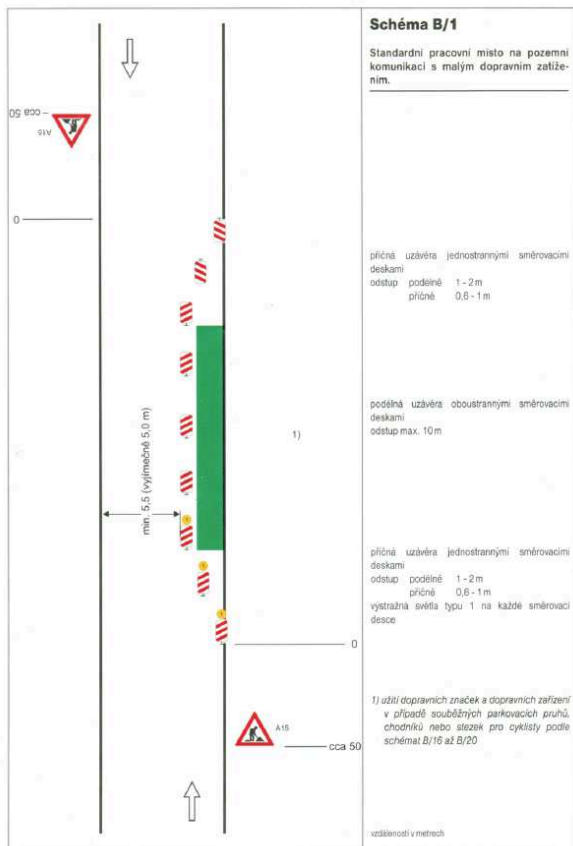 Schéma B/1
Standardní pracovní místo na pozemní
komunikaci s malým dopravním zatíže-
ním.
cca 50
A15
0
příčná uzávěra jednostrannými směrovacími
deskami
odstup podélně 1 - 2 m
příčně 0,6 - 1 m
podélná uzávěra oboustrannými směrovacími
deskami
odstup max. 10 m
1)
min. 5,5 (vyjímečně 5,0 m)
příčná uzávěra jednostrannými směrovacími
deskami
odstup podélně 1 - 2 m
příčně 0,6 - 1 m
výstražná světla typu 1 na každé směrovací
desce
0
A15
cca 50
1) užití dopravních značek a dopravních zařízení
v případě souběžných parkovacích pruhů,
chodníků nebo stezek pro cyklisty podle
schémat B/16 až B/20
vzdálenosti v metrech